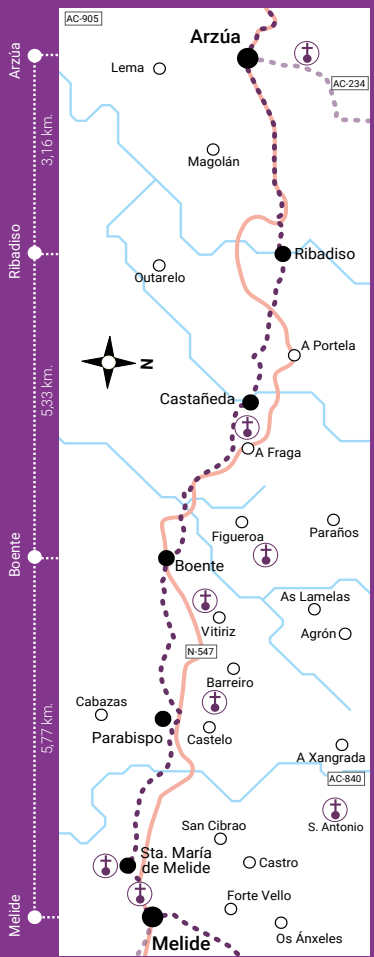 AC-905
Arzúa
Arzúa
Lema
AC-234
3,16 km.
Magolán
Ribadiso
Ribadiso
Outarelo
N
A Portela
5,33 km.
Castañeda
A Fraga
Figueroa
Paraños
Boente
Boente
As Lamelas
Vitiriz
Agrón
N-547
Barreiro
Cabazas
5,77 km.
Parabispo
Castelo
A Xangrada
AC-840
San Cibrao
S. Antonio
Sta. María
de Melide
Castro
Forte Vello
Melide
Os Ánxeles
Melide